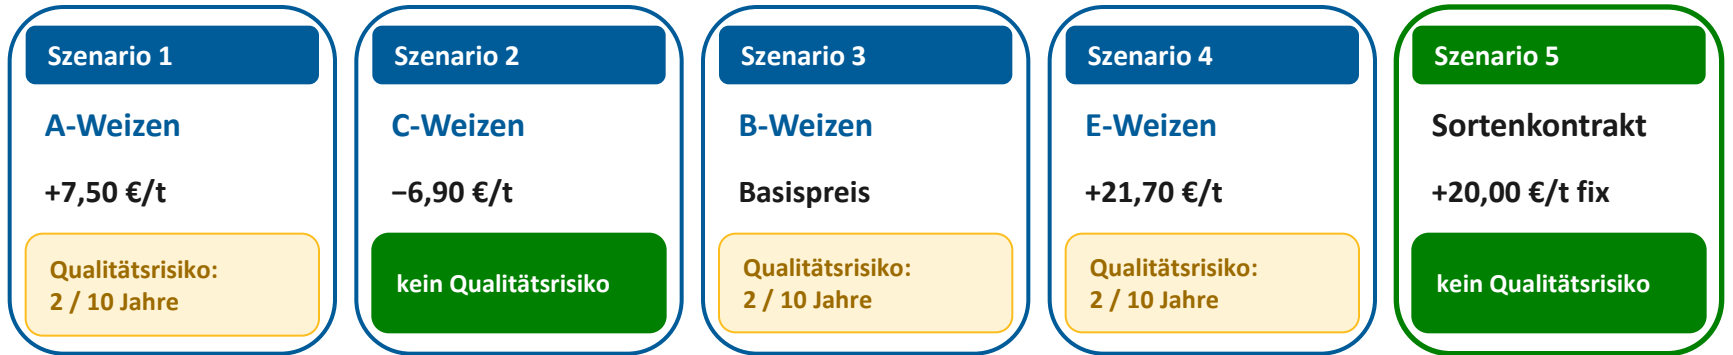 Szenario 1
A-Weizen
+7,50 €/t
Qualitätsrisiko:
2 / 10 Jahre
Szenario 2
C-Weizen
−6,90 €/t
kein Qualitätsrisiko
Szenario 3
B-Weizen
Basispreis
Qualitätsrisiko:
2 / 10 Jahre
Szenario 4
E-Weizen
+21,70 €/t
Qualitätsrisiko:
2 / 10 Jahre
Szenario 5
Sortenkontrakt
+20,00 €/t fix
kein Qualitätsrisiko